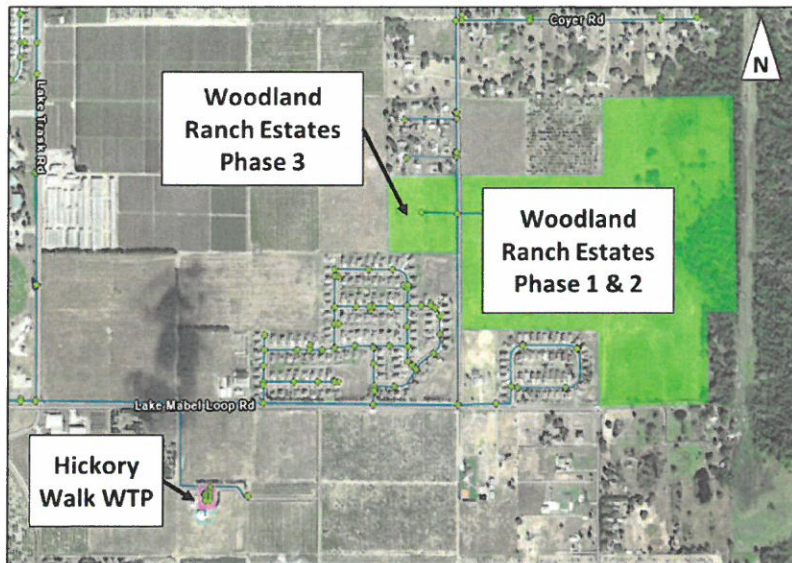 Coyer Rd
N
Lake Trask Rd
Woodland
Ranch Estates
Phase 3
Woodland
Ranch Estates
Phase 1 & 2
Lake Mabel Loop Rd
Hickory
Walk WTP